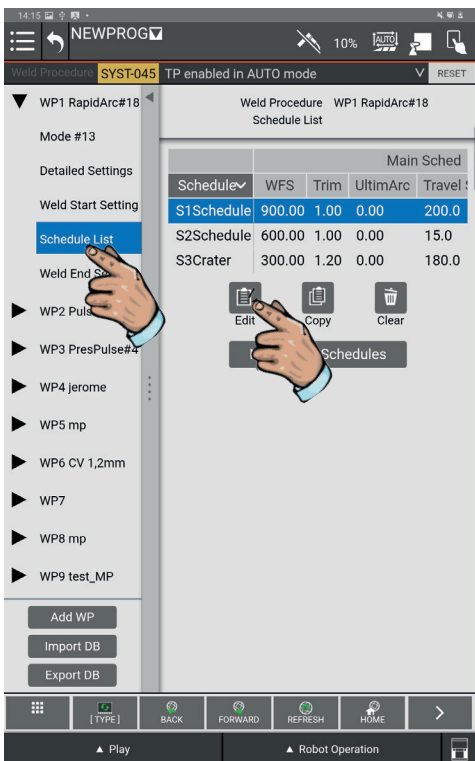 14:15
NEWPROG
10%
AUTO
Weld Procedure SYST-045 TP enabled in AUTO mode RESET
WP1 RapidArc#18
Mode #13
Detailed Settings
Weld Start Setting
Schedule List
Weld End
WP2
WP3 PresPulse#4
WP4 jerome
WP5 mp
WP6 CV 1,2mm
WP7
WP8 mp
WP9 test_MP
Add WP
Import DB
Export DB
Weld Procedure WP1 RapidArc#18
Schedule List
Main Sched
Schedule WFS Trim UltimArc Travel
S1Schedule 900.00 1.00 0.00 200.0
S2Schedule 600.00 1.00 0.00 15.0
S3Crater 300.00 1.20 0.00 180.0
Edit Copy Clear
Schedules
[ TYPE ] BACK FORWARD REFRESH HOME
Play Robot Operation